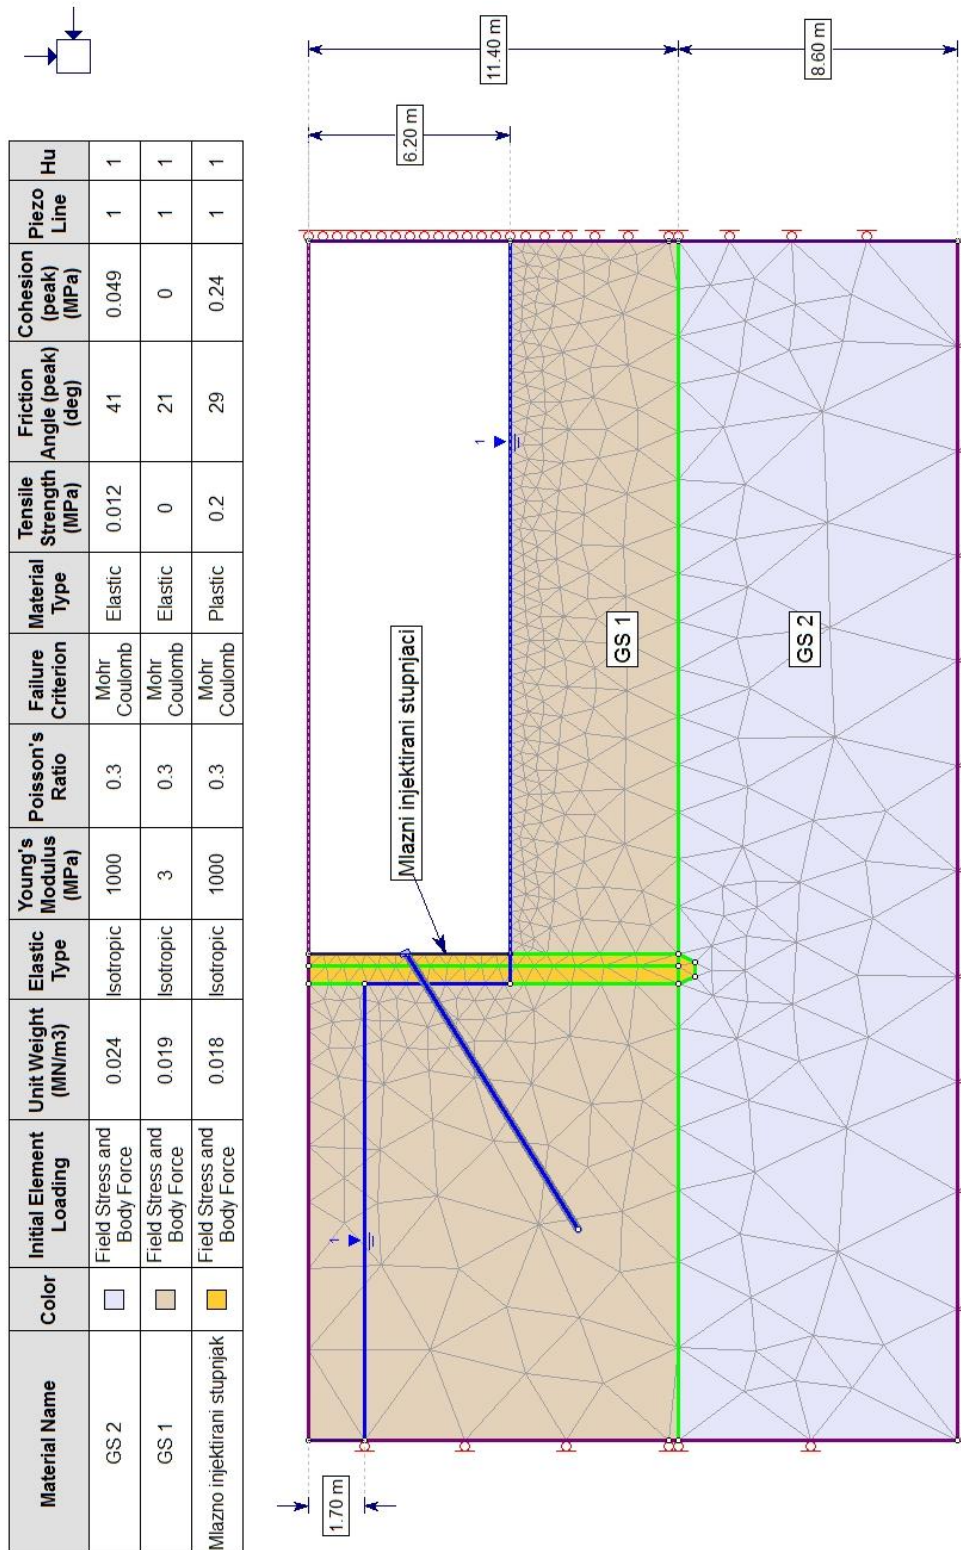 Material Name
Color
Initial Element
Loading
Unit Weight
(MN/m3)
Elastic
Type
Young's
Modulus
(MPa)
Poisson's
Ratio
Failure
Criterion
Material
Type
Tensile
Strength
(MPa)
Friction
Angle (peak)
(deg)
Cohesion
(peak)
(MPa)
Piezo
Line
Hu
GS 2
Field Stress and
Body Force
0.024
Isotropic
1000
0.3
Mohr
Coulomb
Elastic
0.012
41
0.049
1
1
GS 1
Field Stress and
Body Force
0.019
Isotropic
3
0.3
Mohr
Coulomb
Elastic
0
21
0
1
1
Mlazno injektirani stupnjak
Field Stress and
Body Force
0.018
Isotropic
1000
0.3
Mohr
Coulomb
Plastic
0.2
29
0.24
1
1
1.70 m
6.20 m
11.40 m
8.60 m
Mlazni injektirani stupnjaci
1
1
GS 1
GS 2